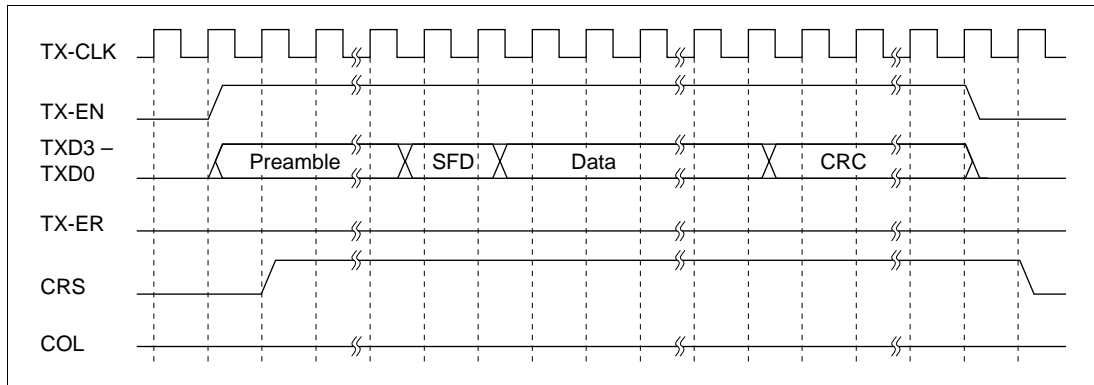 TX-CLK
TX-EN
TXD3 –
TXD0
Preamble
SFD
Data
CRC
TX-ER
CRS
COL